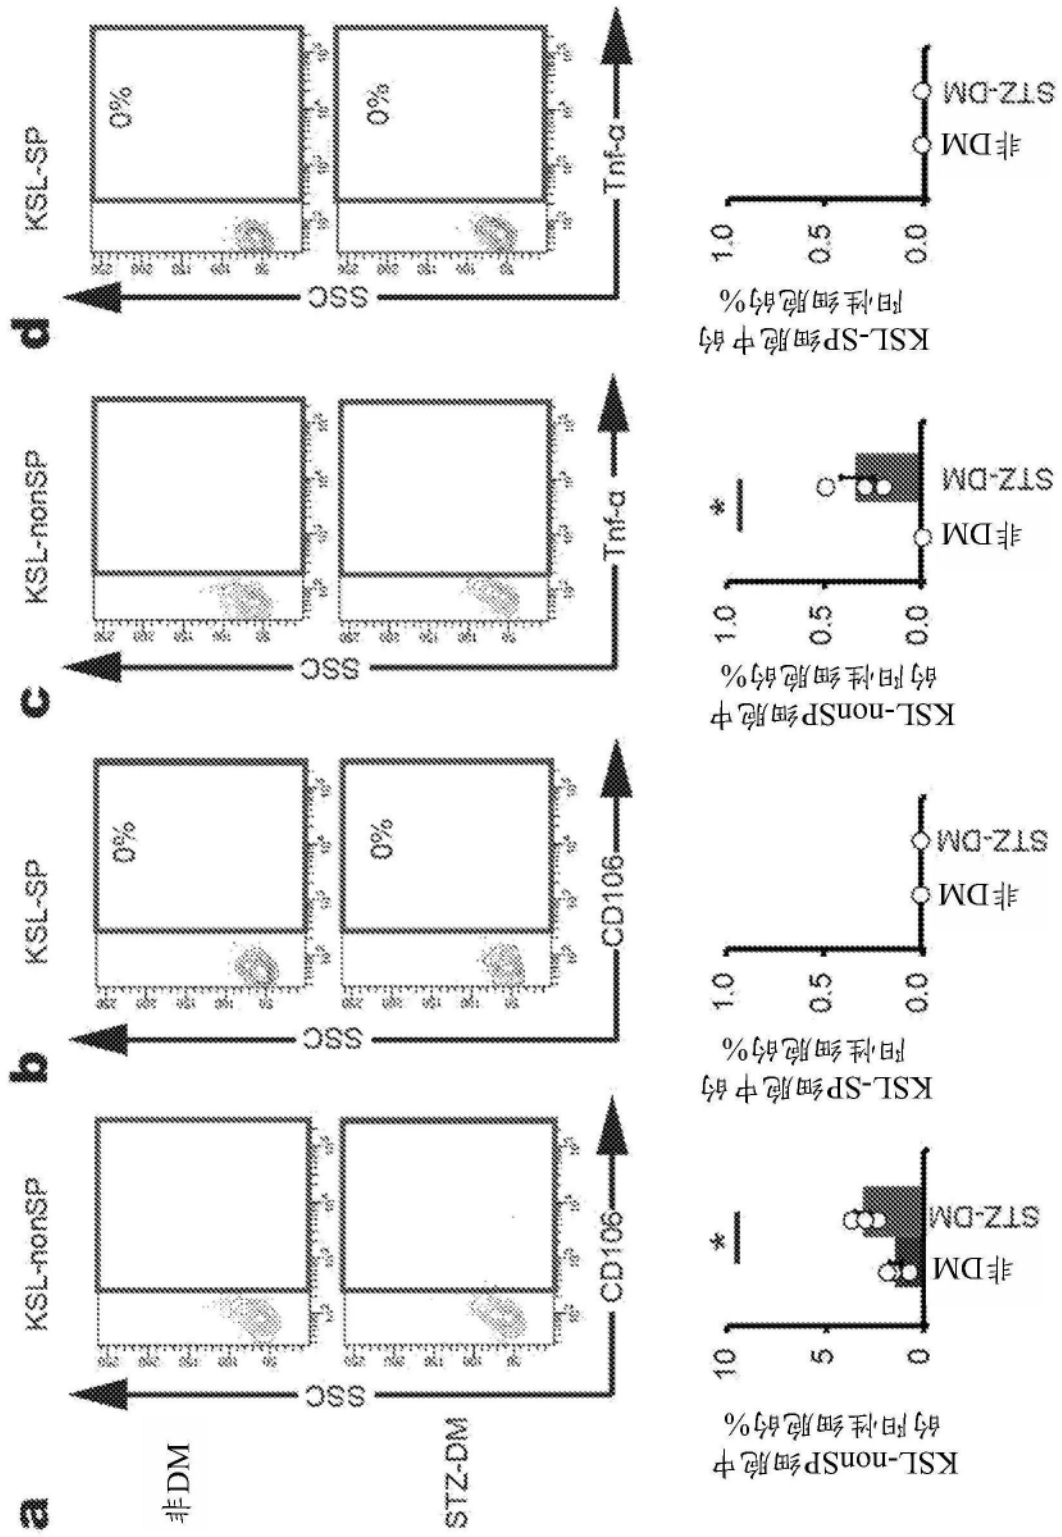 a
KSL-nonSP
非DM
STZ-DM
SSC
CD106
KSL-nonSP细胞中
的阳性细胞的%
10
5
0
*
非DM
STZ-DM
b
KSL-SP
0%
0%
SSC
CD106
KSL-SP细胞中的
阳性细胞的%
1.0
0.5
0.0
非DM
STZ-DM
c
KSL-nonSP
SSC
Tnf-α
KSL-nonSP细胞中
的阳性细胞的%
1.0
0.5
0.0
*
非DM
STZ-DM
d
KSL-SP
0%
0%
SSC
Tnf-α
KSL-SP细胞中的
阳性细胞的%
1.0
0.5
0.0
非DM
STZ-DM